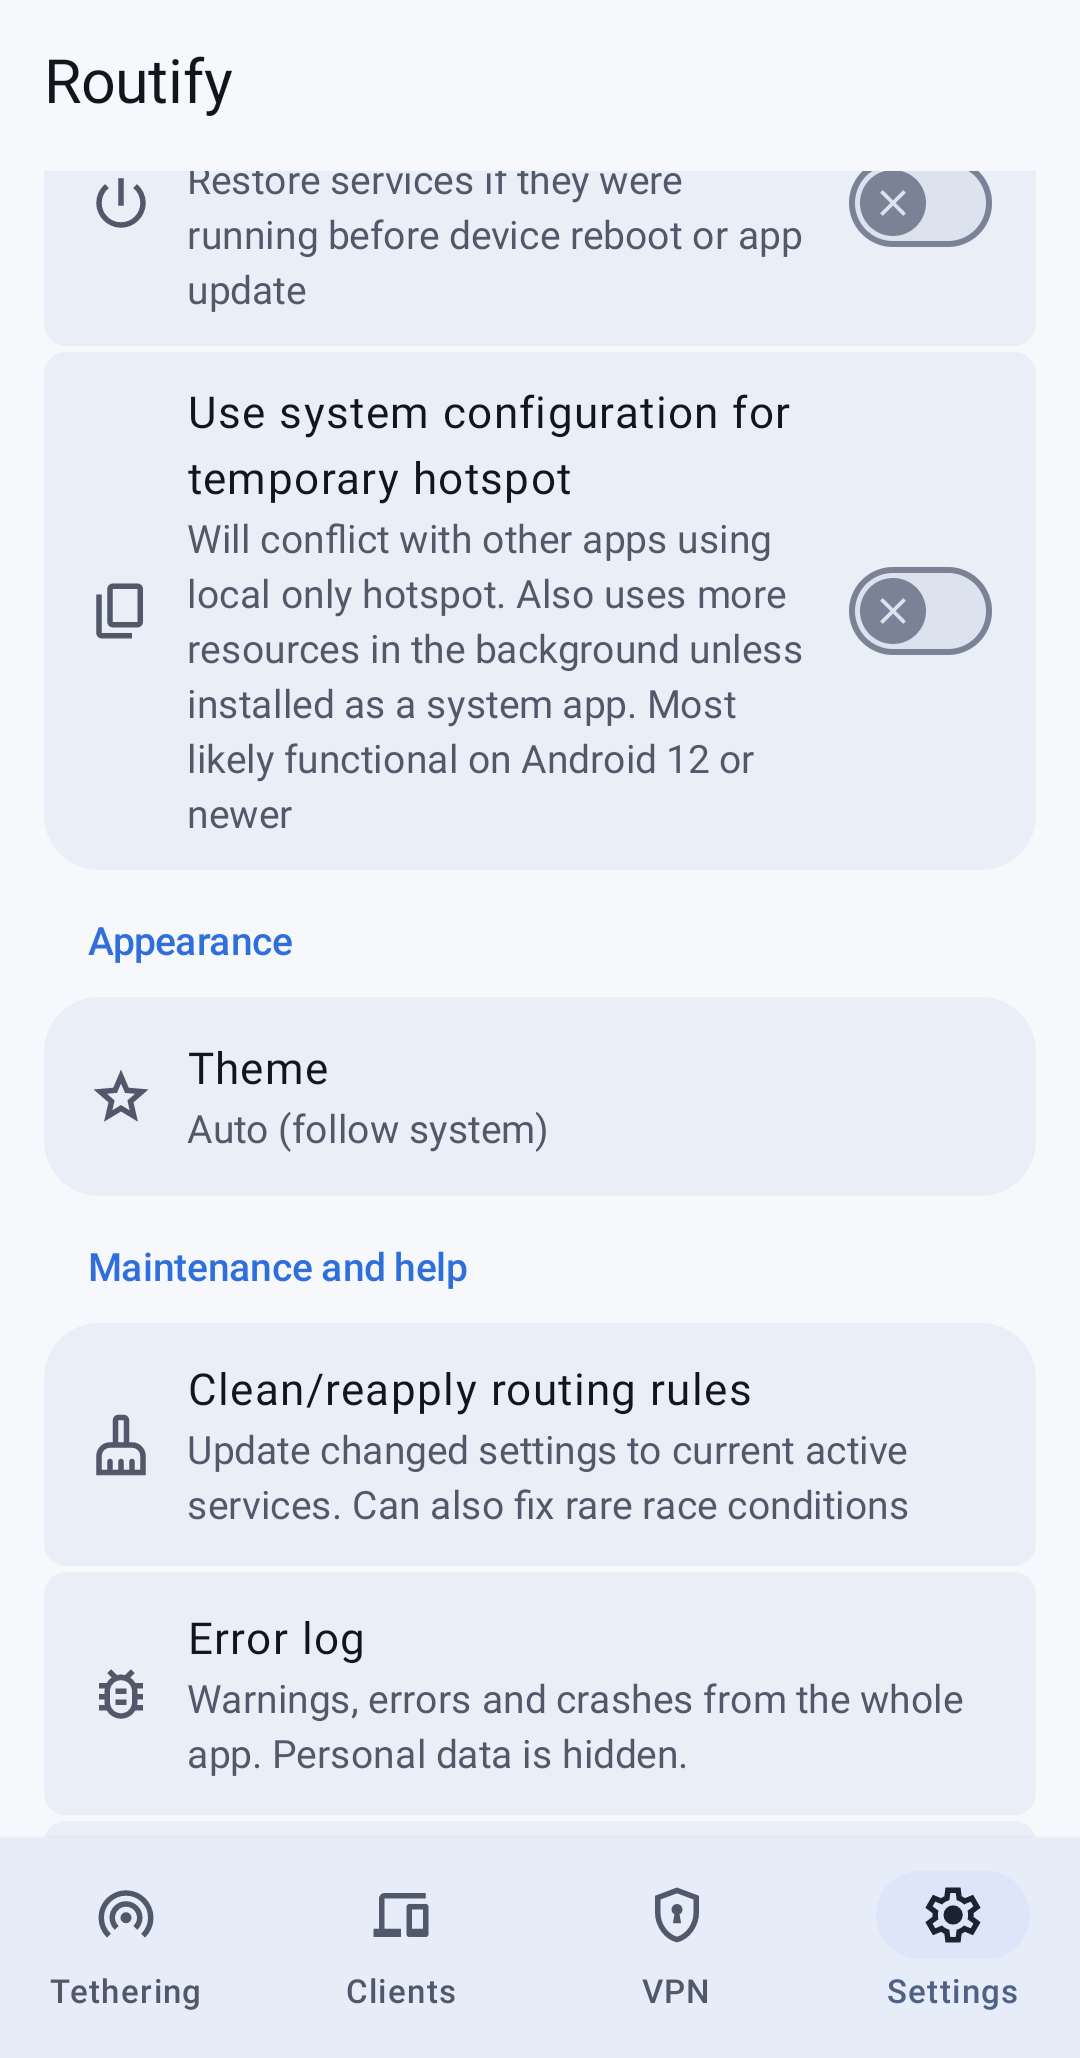 Routify
Restore services if they were
running before device reboot or app
update
Use system configuration for
temporary hotspot
Will conflict with other apps using
local only hotspot. Also uses more
resources in the background unless
installed as a system app. Most
likely functional on Android 12 or
newer
Appearance
Theme
Auto (follow system)
Maintenance and help
Clean/reapply routing rules
Update changed settings to current active
services. Can also fix rare race conditions
Error log
Warnings, errors and crashes from the whole
app. Personal data is hidden.
Tethering
Clients
VPN
Settings